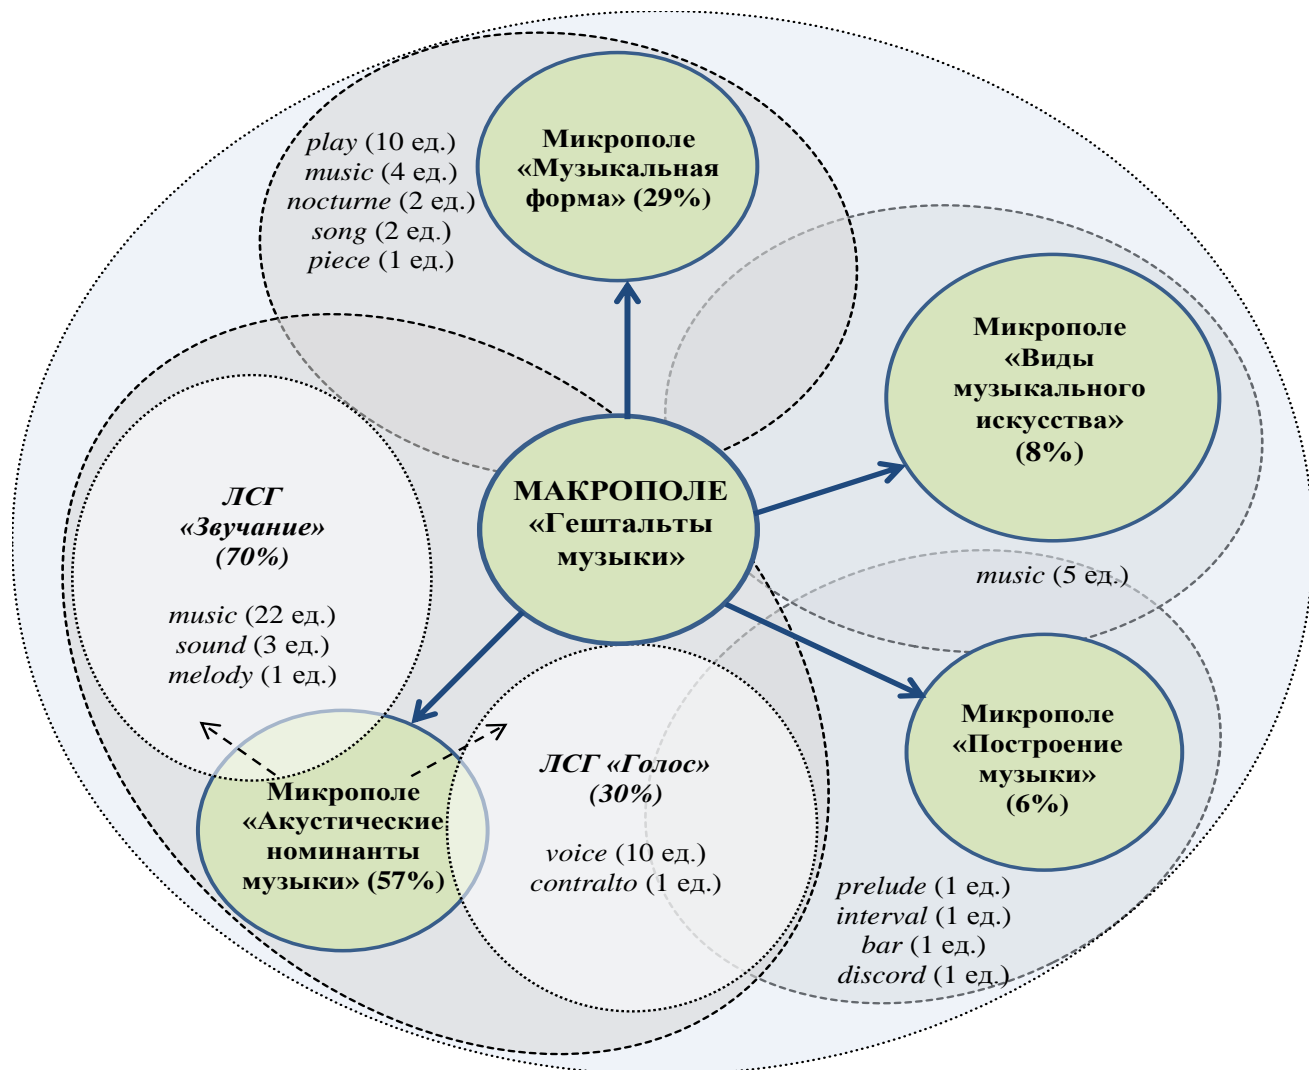 Микрополе
«Музыкальная
форма» (29%)
play (10 ед.)
music (4 ед.)
nocturne (2 ед.)
song (2 ед.)
piece (1 ед.)
Микрополе
«Виды
музыкального
искусства»
(8%)
music (5 ед.)
МАКРОПОЛЕ
«Гештальты
музыки»
ЛСГ
«Звучание»
(70%)
music (22 ед.)
sound (3 ед.)
melody (1 ед.)
Микрополе
«Акустические
номинанты
музыки» (57%)
ЛСГ «Голос»
(30%)
voice (10 ед.)
contralto (1 ед.)
Микрополе
«Построение
музыки»
(6%)
prelude (1 ед.)
interval (1 ед.)
bar (1 ед.)
discord (1 ед.)